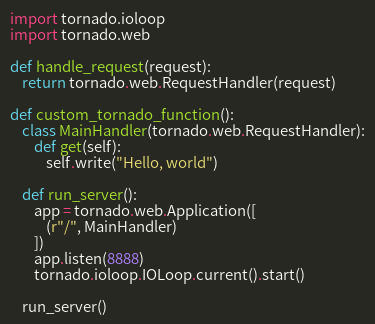 import tornado.ioloop
import tornado.web

def handle_request(request):
    return tornado.web.RequestHandler(request)

def custom_tornado_function():
    class MainHandler(tornado.web.RequestHandler):
        def get(self):
            self.write("Hello, world")

    def run_server():
        app = tornado.web.Application([
            (r"/", MainHandler)
        ])
        app.listen(8888)
        tornado.ioloop.IOLoop.current().start()

    run_server()